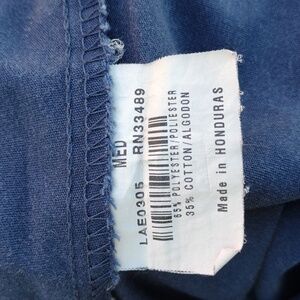 MED
LAE0305 RN33489
65% POLYESTER/POLIESTER
35% COTTON/ALGODON
Made in HONDURAS